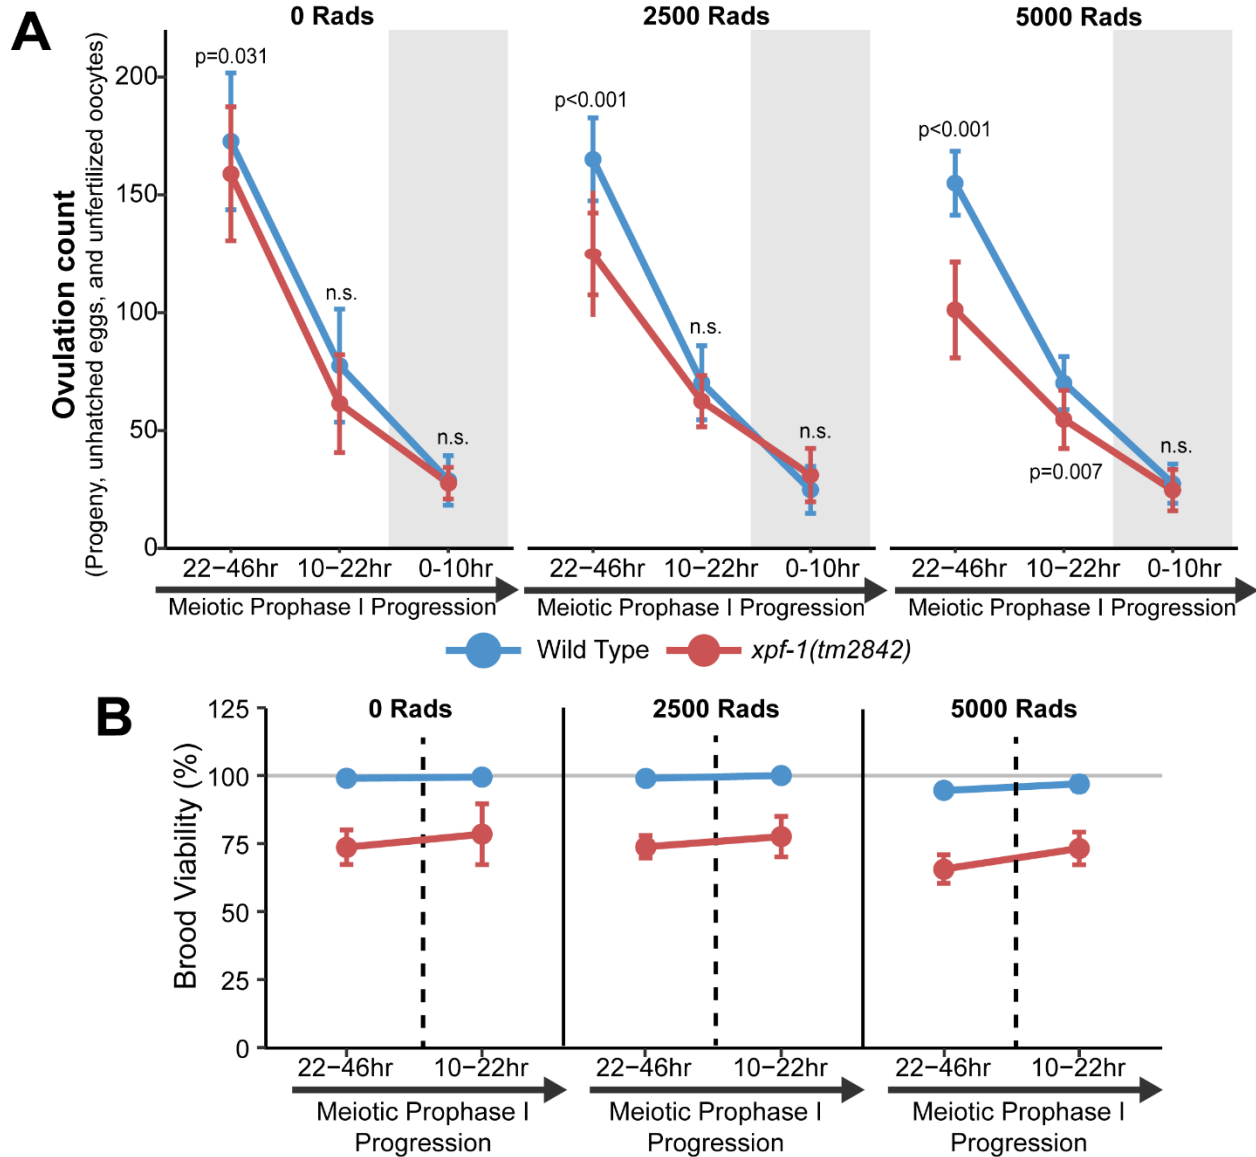 A
0 Rads
2500 Rads
5000 Rads
Ovulation count
(Progeny, unhatched eggs, and unfertilized oocytes)
200
150
100
50
0
p=0.031
n.s.
n.s.
p<0.001
n.s.
n.s.
p<0.001
p=0.007
n.s.
22−46hr 10−22hr 0-10hr
22−46hr 10−22hr 0-10hr
22−46hr 10−22hr 0-10hr
Meiotic Prophase I Progression
Meiotic Prophase I Progression
Meiotic Prophase I Progression
Wild Type xpf-1(tm2842)
B
0 Rads
2500 Rads
5000 Rads
Brood Viability (%)
125
100
75
50
25
0
22−46hr 10−22hr
22−46hr 10−22hr
22−46hr 10−22hr
Meiotic Prophase I
Progression
Meiotic Prophase I
Progression
Meiotic Prophase I
Progression